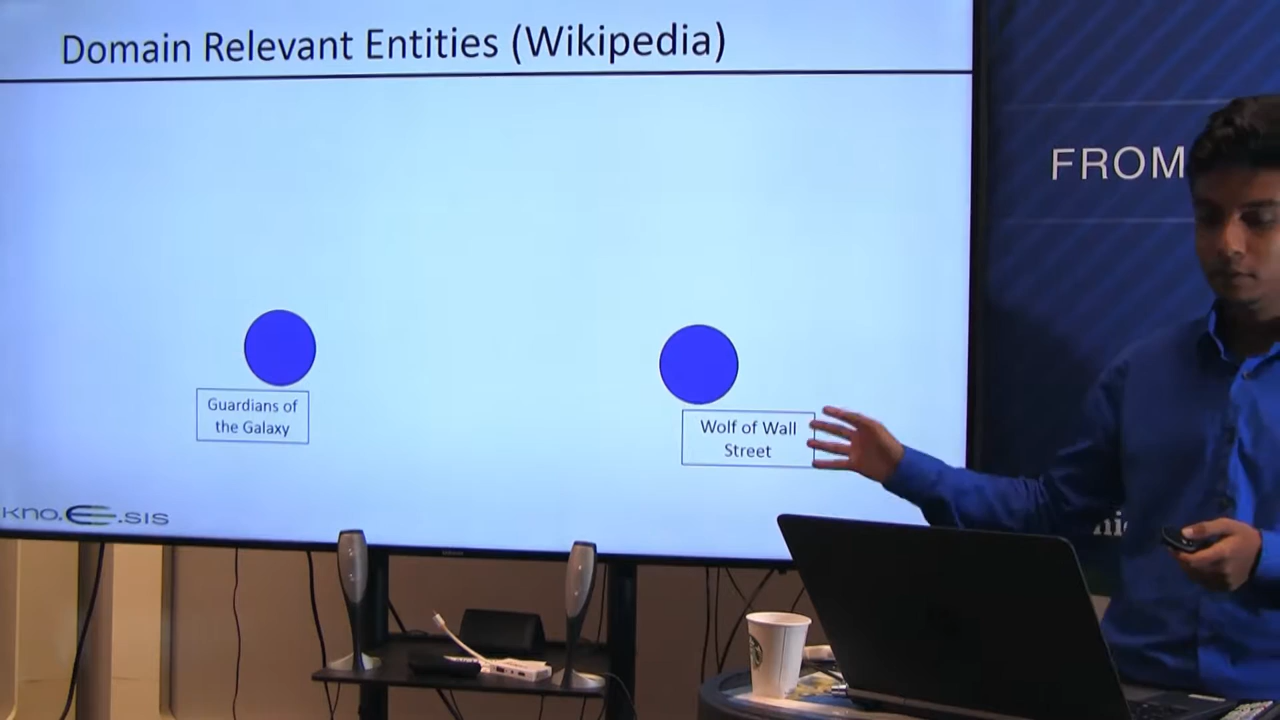 Domain Relevant Entities (Wikipedia)
FROM
Guardians of
the Galaxy
Wolf of Wall
Street
kno.e.sis